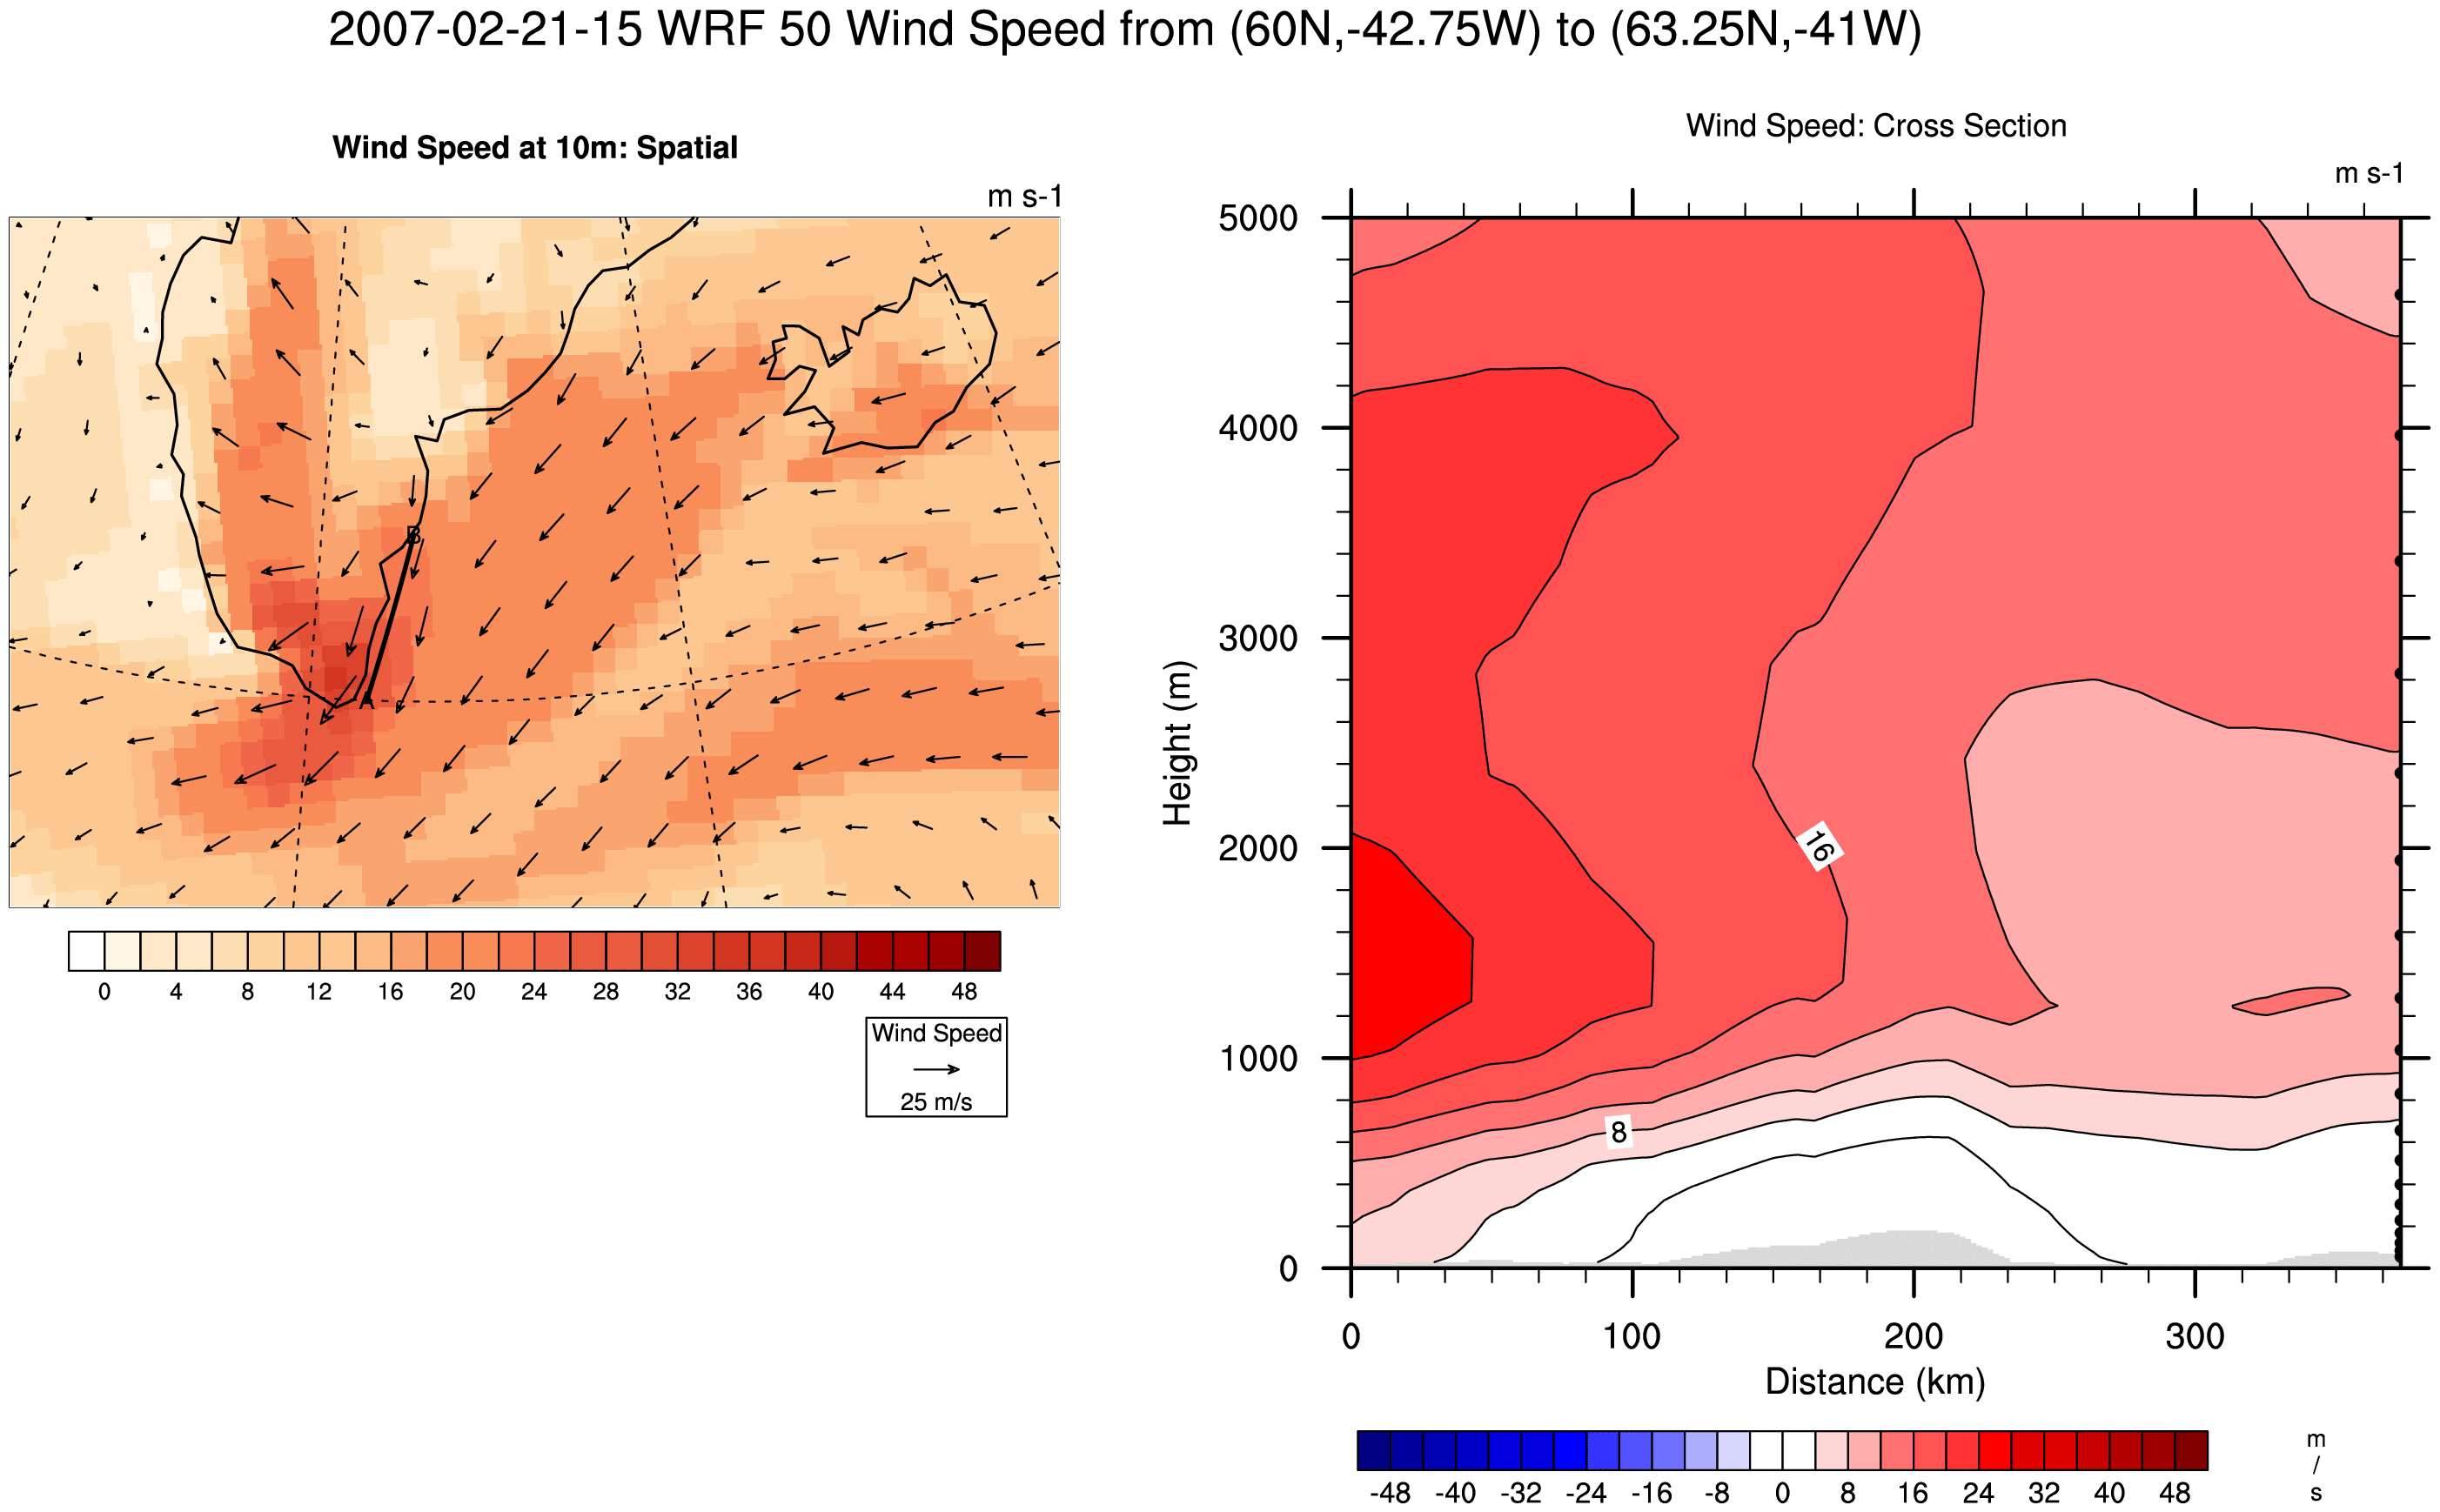 2007-02-21-15 WRF 50 Wind Speed from (60N,-42.75W) to (63.25N,-41W)
Wind Speed at 10m: Spatial
m s-1
B
A
0 4 8 12 16 20 24 28 32 36 40 44 48
Wind Speed
25 m/s
Wind Speed: Cross Section
m s-1
5000
4000
3000
2000
1000
0
Height (m)
16
8
0 100 200 300
Distance (km)
-48 -40 -32 -24 -16 -8 0 8 16 24 32 40 48
m
/
s